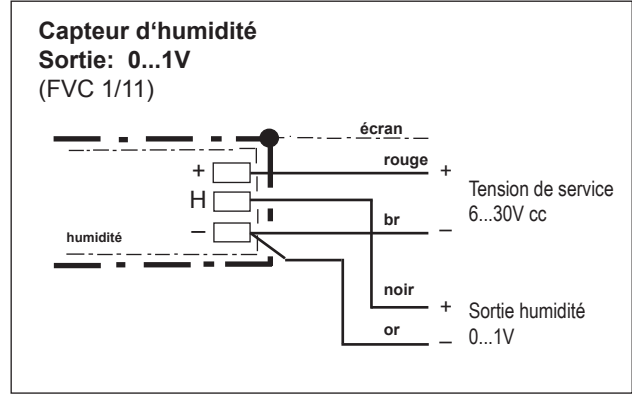 Capteur d‘humidité
Sortie: 0...1V
(FVC 1/11)
écran
rouge
+ +
Tension de service
H
6...30V cc
br
– –
humidité
noir
+ Sortie humidité
or
– 0...1V